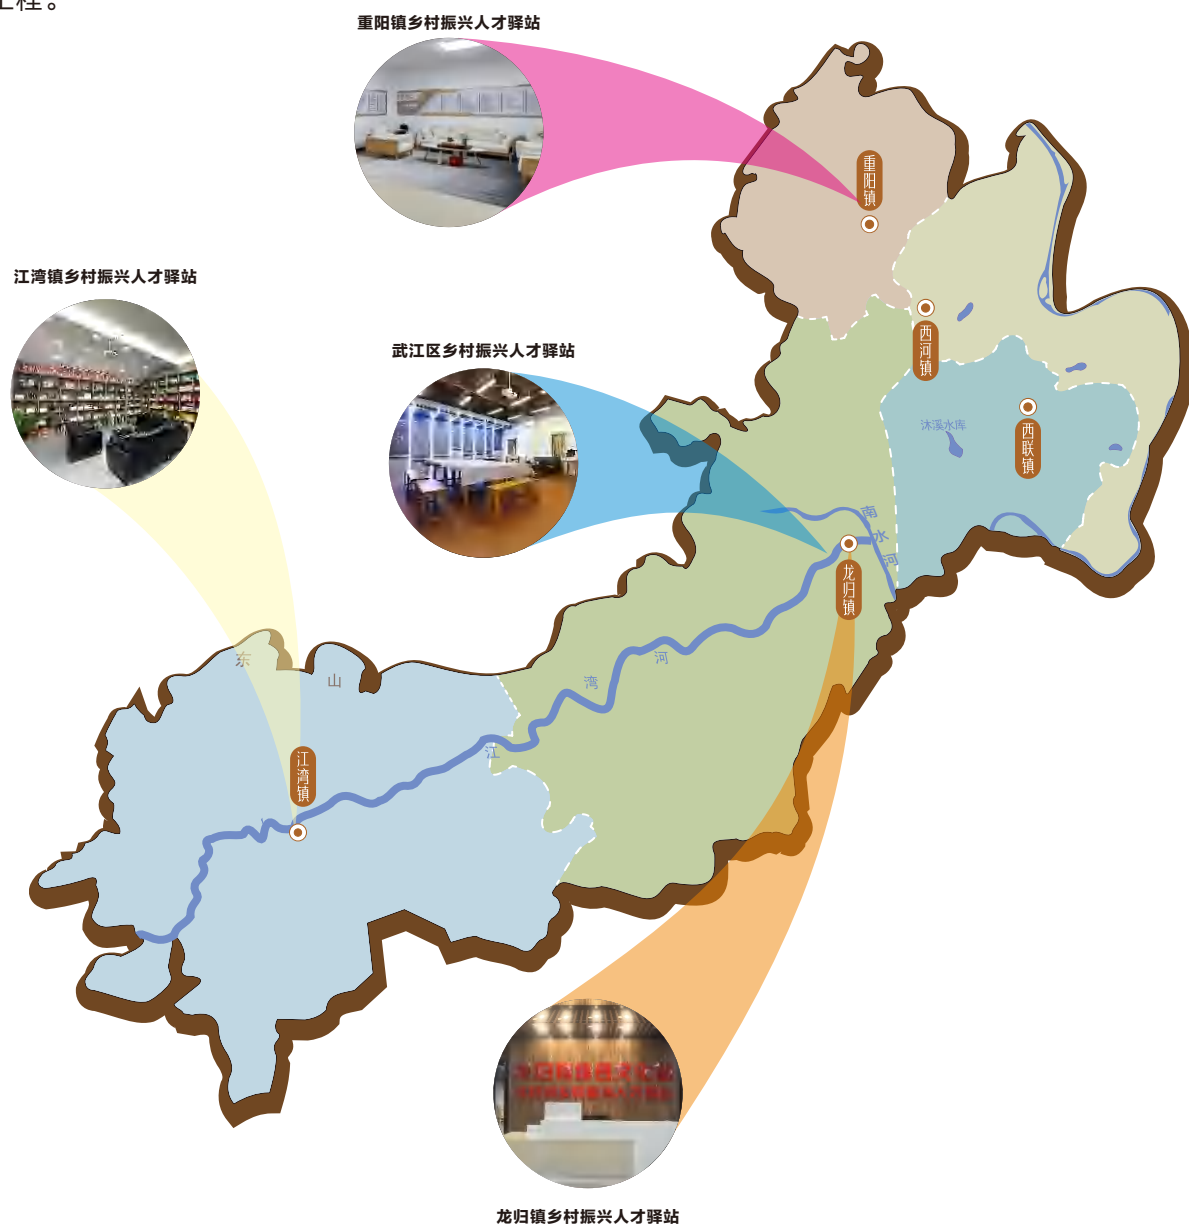 工程。
重阳镇乡村振兴人才驿站
重阳镇
江湾镇乡村振兴人才驿站
西河镇
武江区乡村振兴人才驿站
沐溪水库
西联镇
南水河
龙归镇
东山
江湾河
江湾镇
龙归镇乡村振兴人才驿站